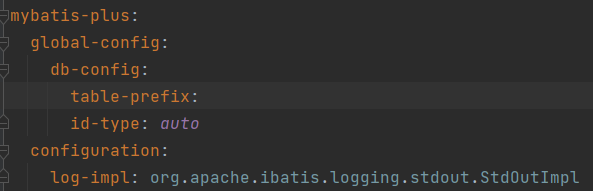 mybatis-plus:
  global-config:
    db-config:
      table-prefix:
      id-type: auto
  configuration:
    log-impl: org.apache.ibatis.logging.stdout.StdOutImpl